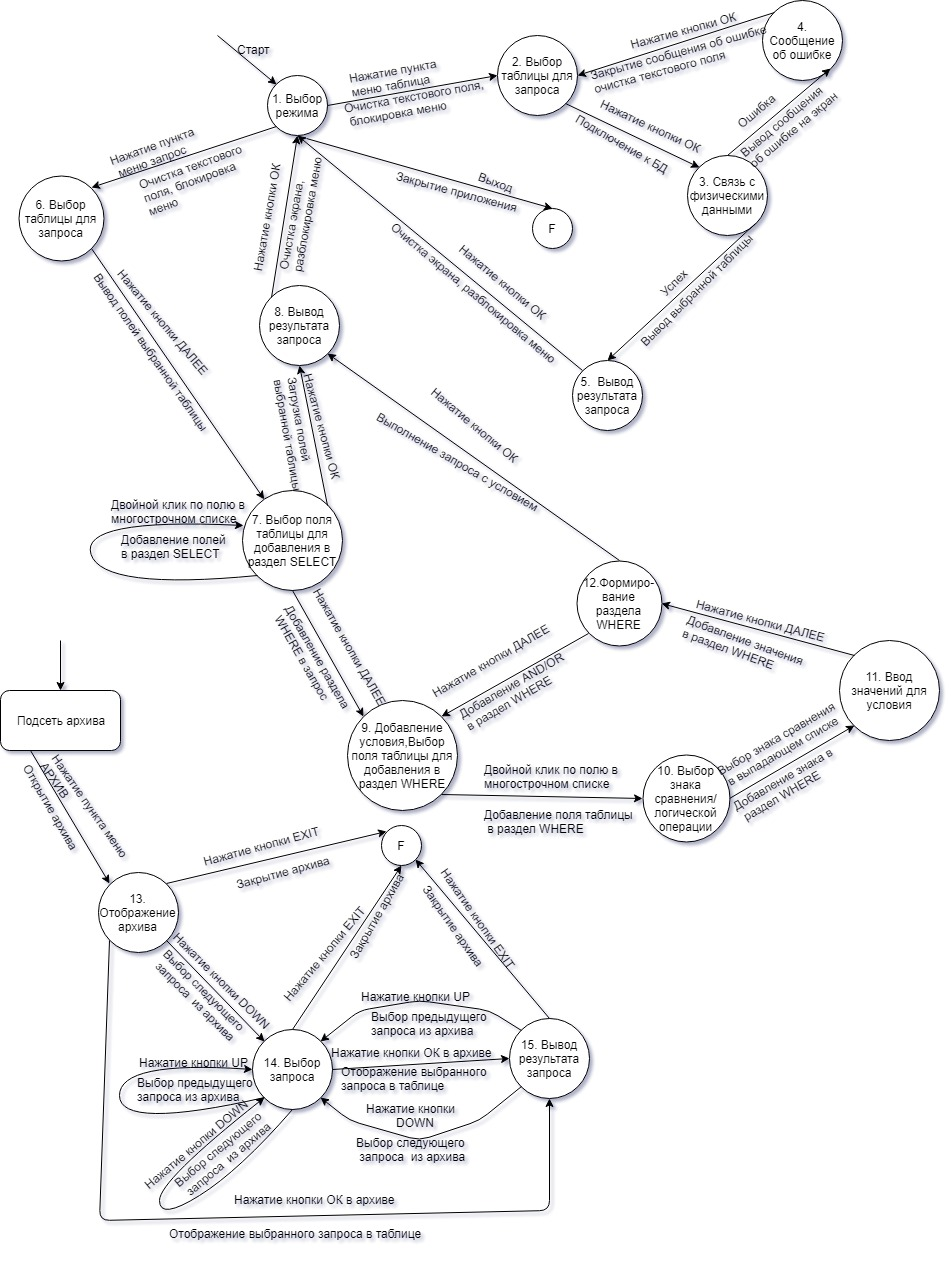 Старт
1. Выбор
режима
Нажатие пункта
меню таблица
Очистка текстового поля,
блокировка меню
2. Выбор
таблицы для
запроса
Нажатие кнопки ОК
Закрытие сообщения об ошибке
очистка текстового поля
4.
Сообщение
об ошибке
Нажатие кнопки ОК
Подключение к БД
Ошибка
Вывод сообщения
об ошибке на экран
3. Связь с
физическими
данными
Нажатие пункта
меню запрос
Очистка текстового
поля, блокировка
меню
6. Выбор
таблицы для
запроса
Нажатие кнопки ОК
Очистка экрана,
разблокировка меню
Выход
Закрытие приложения
F
Успех
Вывод выбранной таблицы
Нажатие кнопки ОК
Очистка экрана, разблокировка меню
5. Вывод
результата
запроса
Нажатие кнопки ДАЛЕЕ
Вывод полей выбранной таблицы
8. Вывод
результата
запроса
Нажатие кнопки ОК
Загрузка полей
выбранной таблицы
Нажатие кнопки ОК
Выполнение запроса с условием
Двойной клик по полю в
многострочном списке
Добавление полей
в раздел SELECT
7. Выбор поля
таблицы для
добавления в
раздел SELECT
12.Формиро-
вание
раздела
WHERE
Нажатие кнопки ДАЛЕЕ
Добавление раздела
WHERE в запрос
Нажатие кнопки ДАЛЕЕ
Добавление AND/OR
в раздел WHERE
Нажатие кнопки ДАЛЕЕ
Добавление значения
в раздел WHERE
11. Ввод
значений для
условия
9. Добавление
условия,Выбор
поля таблицы для
добавления в
раздел WHERE
Двойной клик по полю в
многострочном списке
Добавление поля таблицы
в раздел WHERE
10. Выбор
знака
сравнения/
логической
операции
Выбор знака сравнения
в выпадающем списке
Добавление знака в
раздел WHERE
Подсеть архива
Нажатие пункта меню
АРХИВ
Открытие архива
13.
Отображение
архива
Нажатие кнопки EXIT
Закрытие архива
F
Нажатие кнопки DOWN
Выбор следующего
запроса из архива
Нажатие кнопки EXIT
Закрытие архива
Нажатие кнопки EXIT
Закрытие архива
14. Выбор
запроса
Нажатие кнопки UP
Выбор предыдущего
запроса из архива
Нажатие кнопки ОК в архиве
Отображение выбранного
запроса в таблице
15. Вывод
результата
запроса
Нажатие кнопки UP
Выбор предыдущего
запроса из архива
Нажатие кнопки
DOWN
Выбор следующего
запроса из архива
Нажатие кнопки DOWN
Выбор следующего
запроса из архива
Нажатие кнопки ОК в архиве
Отображение выбранного запроса в таблице